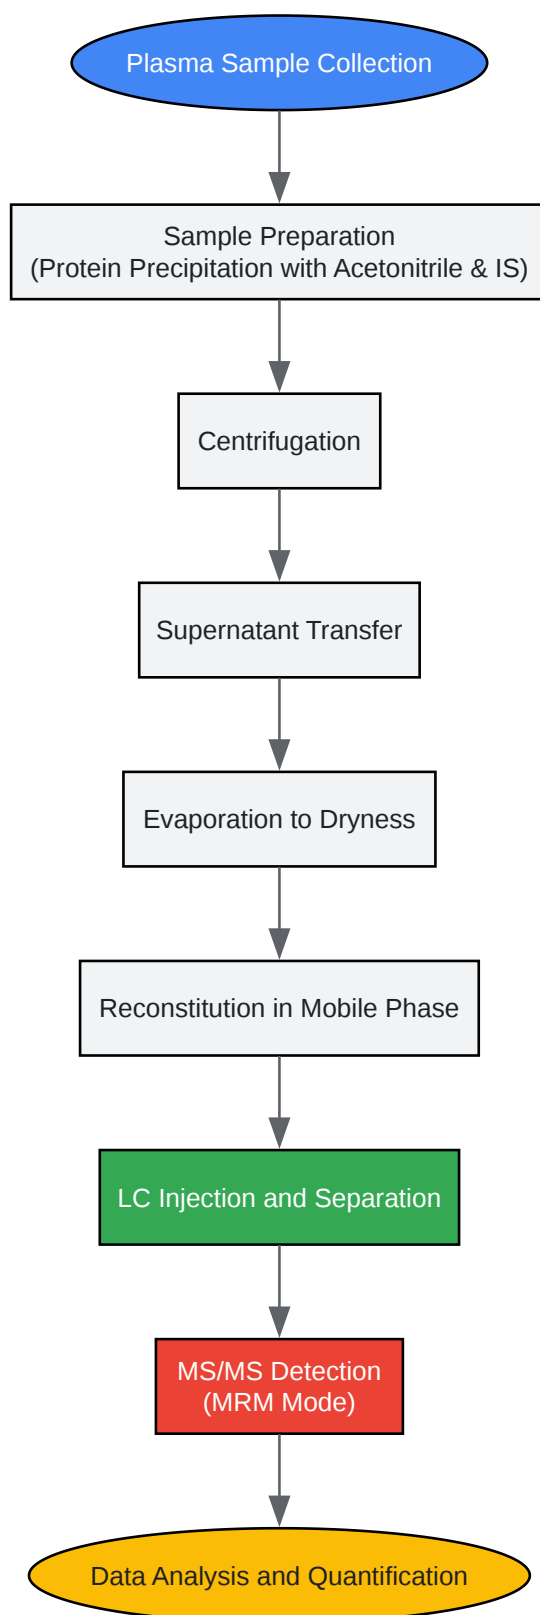 Plasma Sample Collection
Sample Preparation
(Protein Precipitation with Acetonitrile & IS)
Centrifugation
Supernatant Transfer
Evaporation to Dryness
Reconstitution in Mobile Phase
LC Injection and Separation
MS/MS Detection
(MRM Mode)
Data Analysis and Quantification